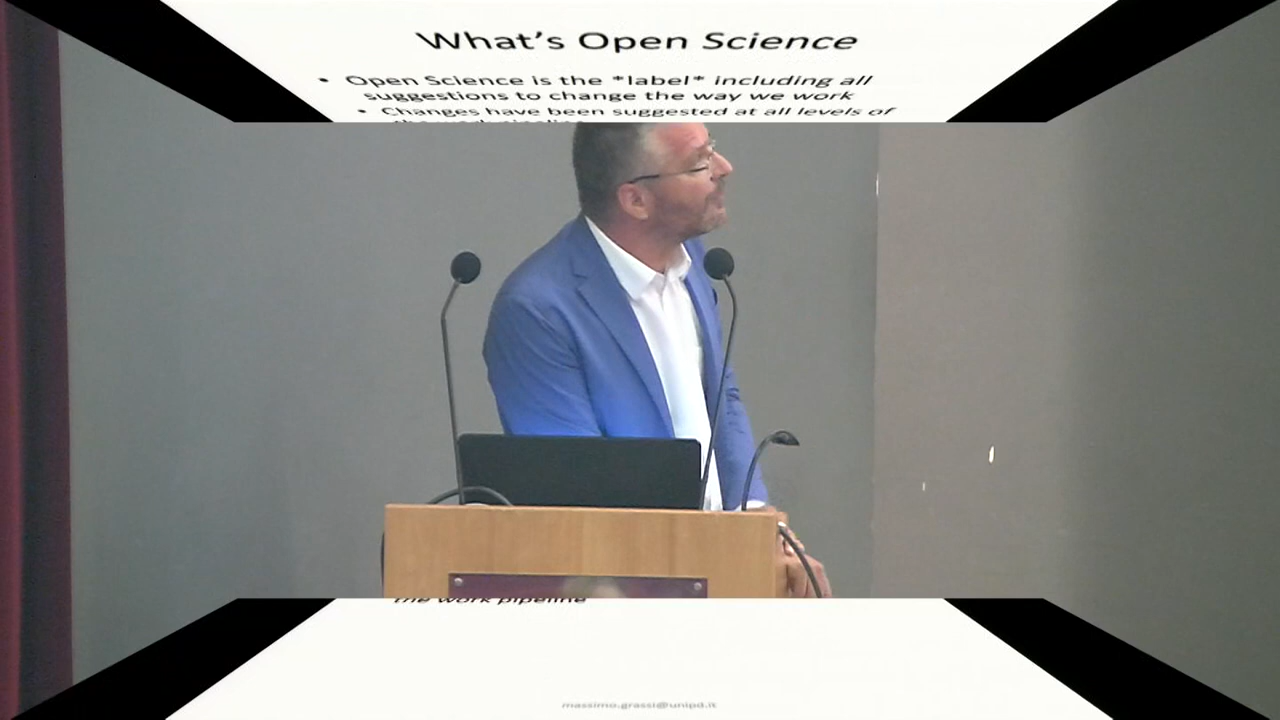 What's Open Science
• Open Science is the *label* including all
suggestions to change the way we work
• Changes have been suggested at all levels of
the work pipeline
massimo.grassi@unipd.it